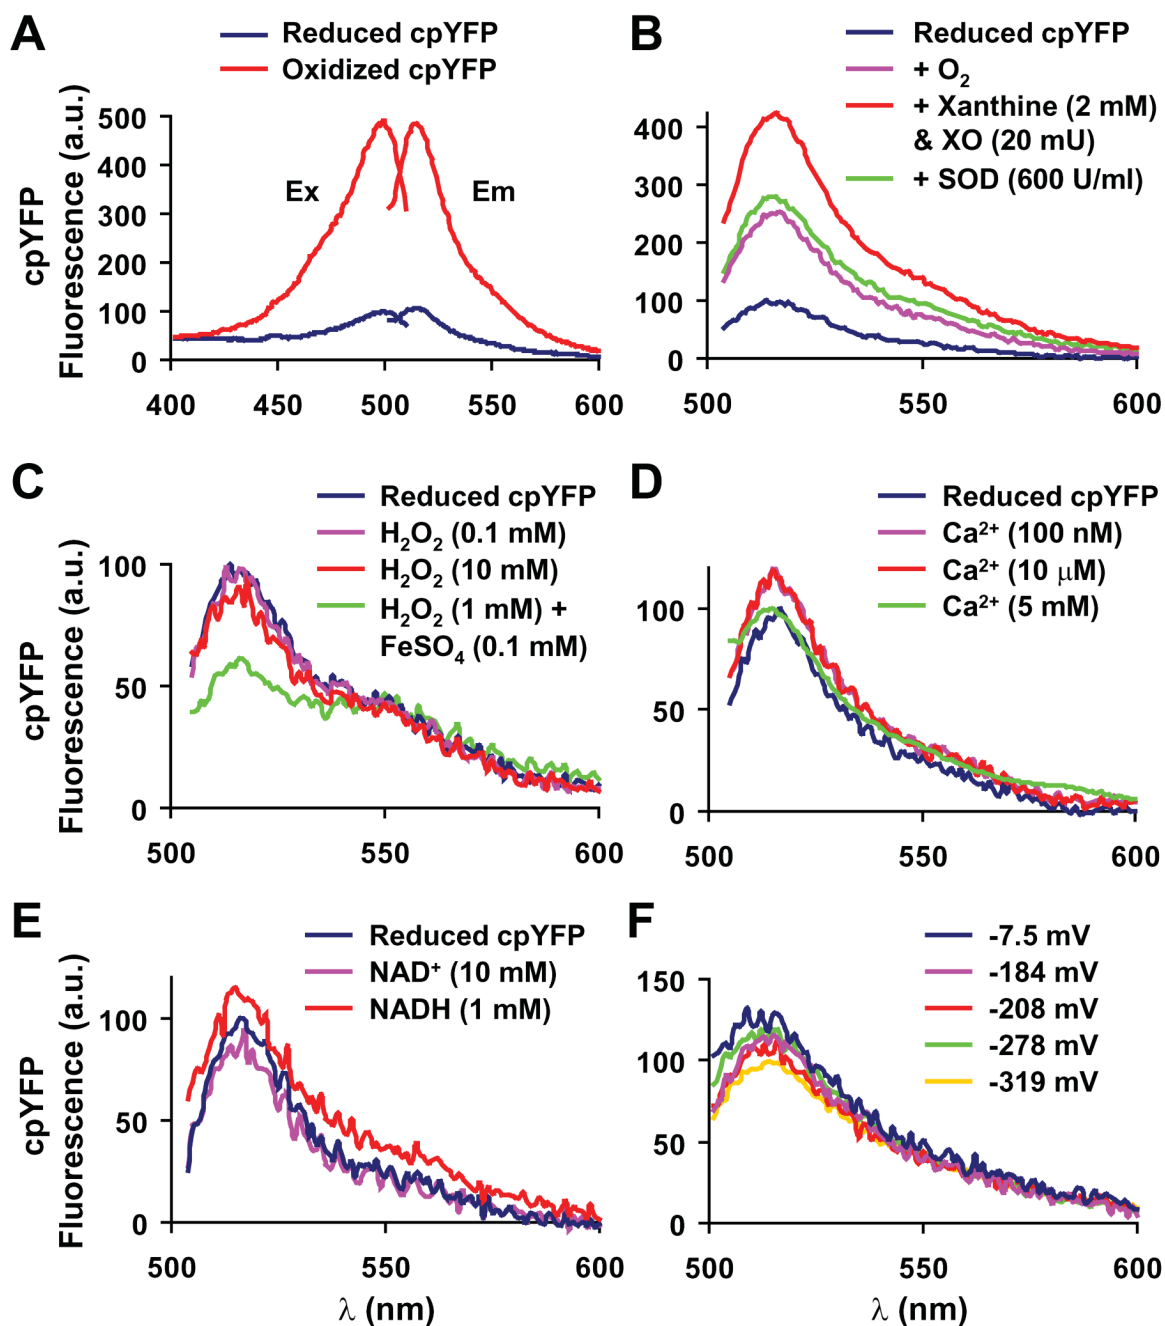 A
Reduced cpYFP
Oxidized cpYFP
cpYFP
Fluorescence (a.u.)
500
400
300
200
100
0
Ex
Em
400
450
500
550
600
B
Reduced cpYFP
+ O₂
+ Xanthine (2 mM)
& XO (20 mU)
+ SOD (600 U/ml)
400
300
200
100
0
500
550
600
C
Reduced cpYFP
H₂O₂ (0.1 mM)
H₂O₂ (10 mM)
H₂O₂ (1 mM) +
FeSO₄ (0.1 mM)
cpYFP
Fluorescence (a.u.)
100
50
0
500
550
600
D
Reduced cpYFP
Ca²⁺ (100 nM)
Ca²⁺ (10 μM)
Ca²⁺ (5 mM)
100
50
0
500
550
600
E
Reduced cpYFP
NAD⁺ (10 mM)
NADH (1 mM)
cpYFP
Fluorescence (a.u.)
100
50
0
500
550
600
λ (nm)
F
-7.5 mV
-184 mV
-208 mV
-278 mV
-319 mV
150
100
50
0
500
550
600
λ (nm)